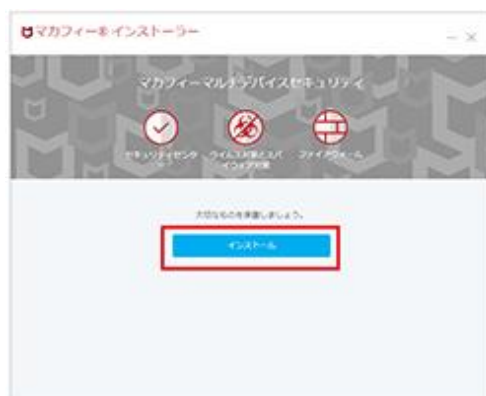 マカフィー® インストーラー
マカフィー マルチデバイスセキュリティ
セキュリティセンター
ウイルス対策とスパイウェア対策
ファイアウォール
大切なものを保護しましょう。
インストール